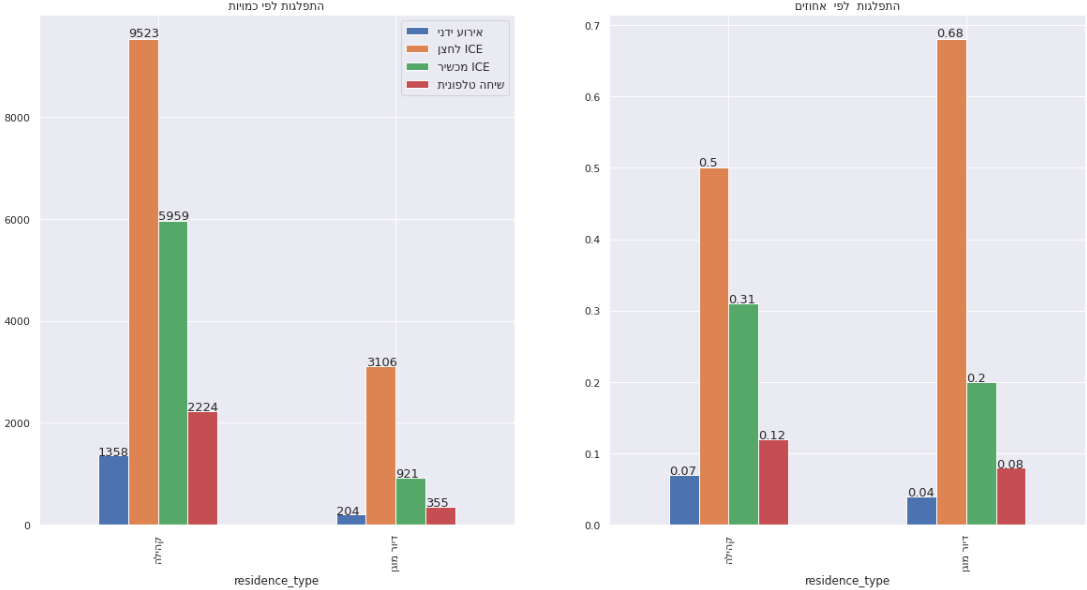 התפלגות לפי כמויות
אירוע ידני
לחצן ICE
מכשיר ICE
שיחה טלפונית
9523
5959
2224
1358
3106
921
355
204
8000
6000
4000
2000
0
קהילה
דיור מוגן
residence_type
התפלגות לפי אחוזים
0.7
0.6
0.5
0.4
0.3
0.2
0.1
0.0
0.07
0.5
0.31
0.12
0.04
0.68
0.2
0.08
קהילה
דיור מוגן
residence_type